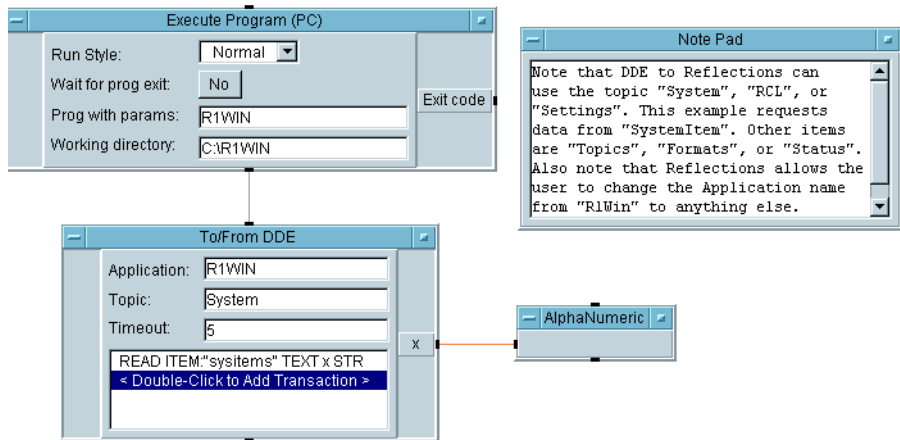 Execute Program (PC)
Run Style: Normal
Wait for prog exit: No
Exit code
Prog with params: R1WIN
Working directory: C:\R1WIN
Note Pad
Note that DDE to Reflections can
use the topic "System", "RCL", or
"Settings". This example requests
data from "SystemItem". Other items
are "Topics", "Formats", or "Status".
Also note that Reflections allows the
user to change the Application name
from "R1Win" to anything else.
To/From DDE
Application: R1WIN
Topic: System
Timeout: 5
x
READ ITEM:"sysitems" TEXT x STR
< Double-Click to Add Transaction >
AlphaNumeric